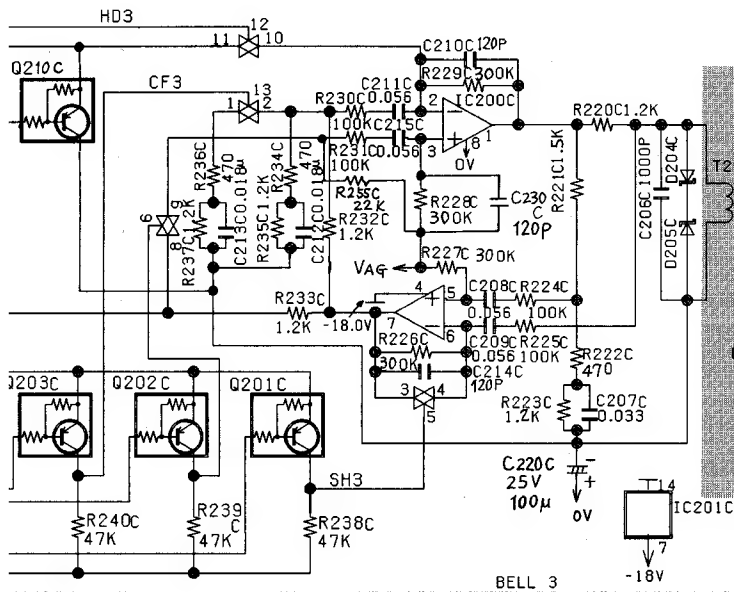 HD3
12
11
10
C210C 120P
Q210C
CF3
13
1
2
C211C
0.056
R229C 300K
IC200C
R230C
100K
2
C215C
0.056
3
1
8
0V
R220C 1.2K
R231C
100K
R236C
470
R234C
470
R255C
22K
R221C 1.5K
C206C 1000P
D204C
D205C
T2
6
9
8
R237C 1.2K
C213C 0.018µ
R235C 1.2K
C212C 0.018µ
R232C
1.2K
R228C
300K
C230
C
120P
R227C 300K
VAG
4
5
C208C
0.056
R224C
100K
R233C
1.2K
-18.0V
7
6
C209C
0.056
R225C
100K
R226C
300K
C214C
120P
R222C
470
3
4
5
R223C
1.2K
C207C
0.033
Q203C
Q202C
Q201C
SH3
C220C
25V
100µ
-
+
0V
14
IC201C
7
-18V
R240C
47K
R239
C
47K
R238C
47K
BELL 3